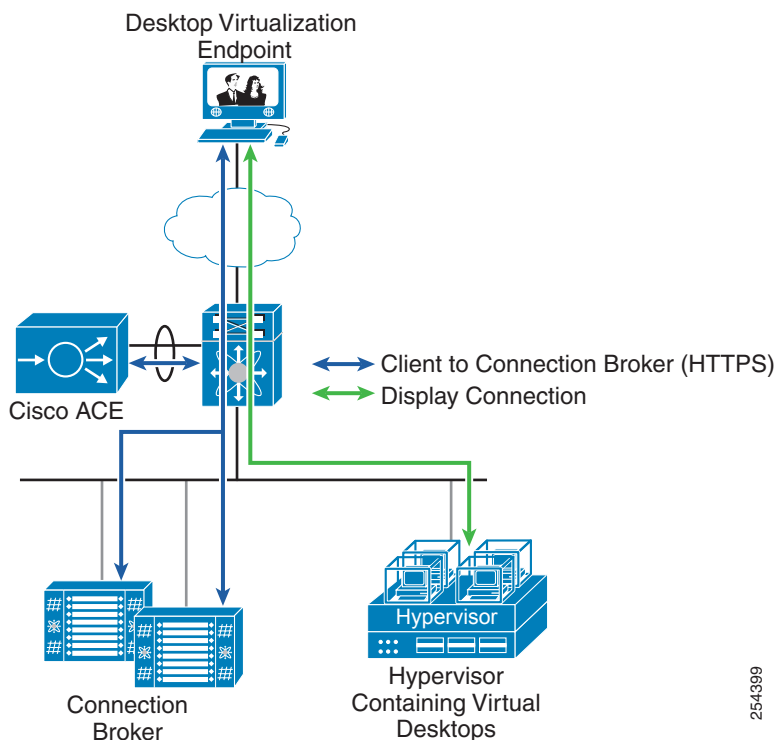 Desktop Virtualization
Endpoint
Cisco ACE
Client to Connection Broker (HTTPS)
Display Connection
Hypervisor
Connection
Broker
Hypervisor
Containing Virtual
Desktops
254399